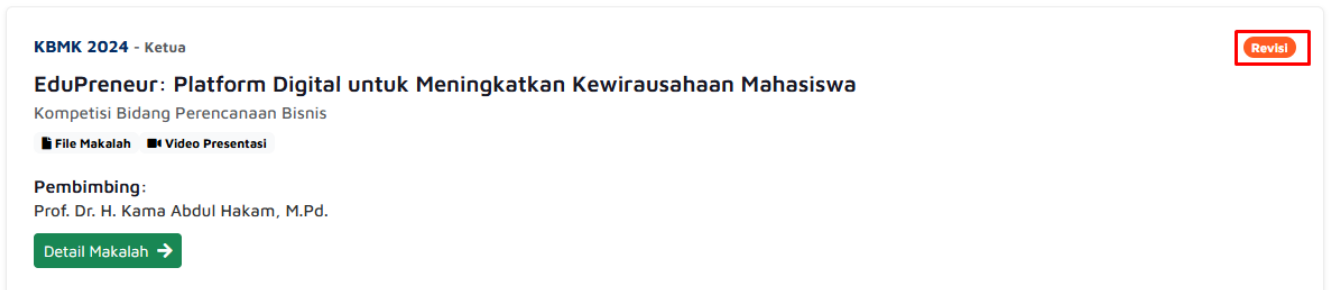 KBMK 2024 - Ketua
Revisi
EduPreneur: Platform Digital untuk Meningkatkan Kewirausahaan Mahasiswa
Kompetisi Bidang Perencanaan Bisnis
File Makalah Video Presentasi
Pembimbing:
Prof. Dr. H. Kama Abdul Hakam, M.Pd.
Detail Makalah →